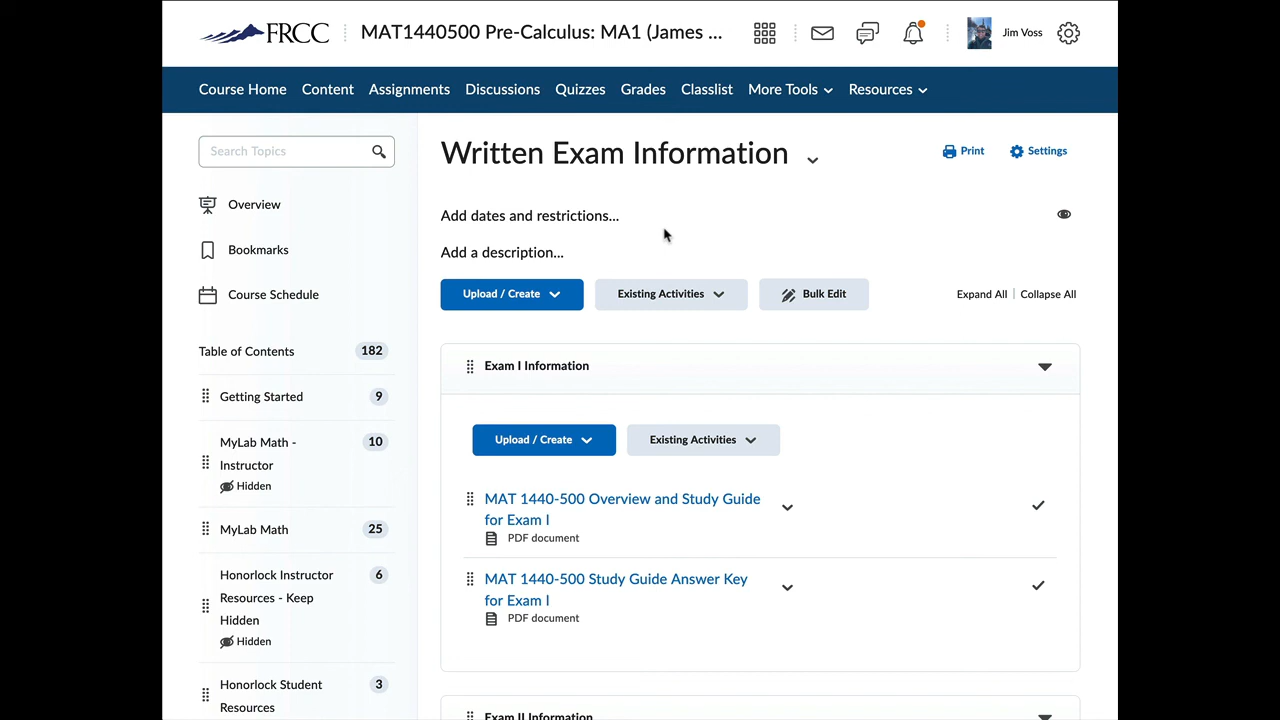 FRCC
MAT1440500 Pre-Calculus: MA1 (James ...
Jim Voss
Course Home
Content
Assignments
Discussions
Quizzes
Grades
Classlist
More Tools
Resources
Search Topics
Overview
Bookmarks
Course Schedule
Table of Contents 182
Getting Started 9
MyLab Math - 10
Instructor
Hidden
MyLab Math 25
Honorlock Instructor 6
Resources - Keep
Hidden
Hidden
Honorlock Student 3
Resources
Written Exam Information
Print
Settings
Add dates and restrictions...
Add a description...
Upload / Create
Existing Activities
Bulk Edit
Expand All
Collapse All
Exam I Information
Upload / Create
Existing Activities
MAT 1440-500 Overview and Study Guide
for Exam I
PDF document
MAT 1440-500 Study Guide Answer Key
for Exam I
PDF document
Exam II Information